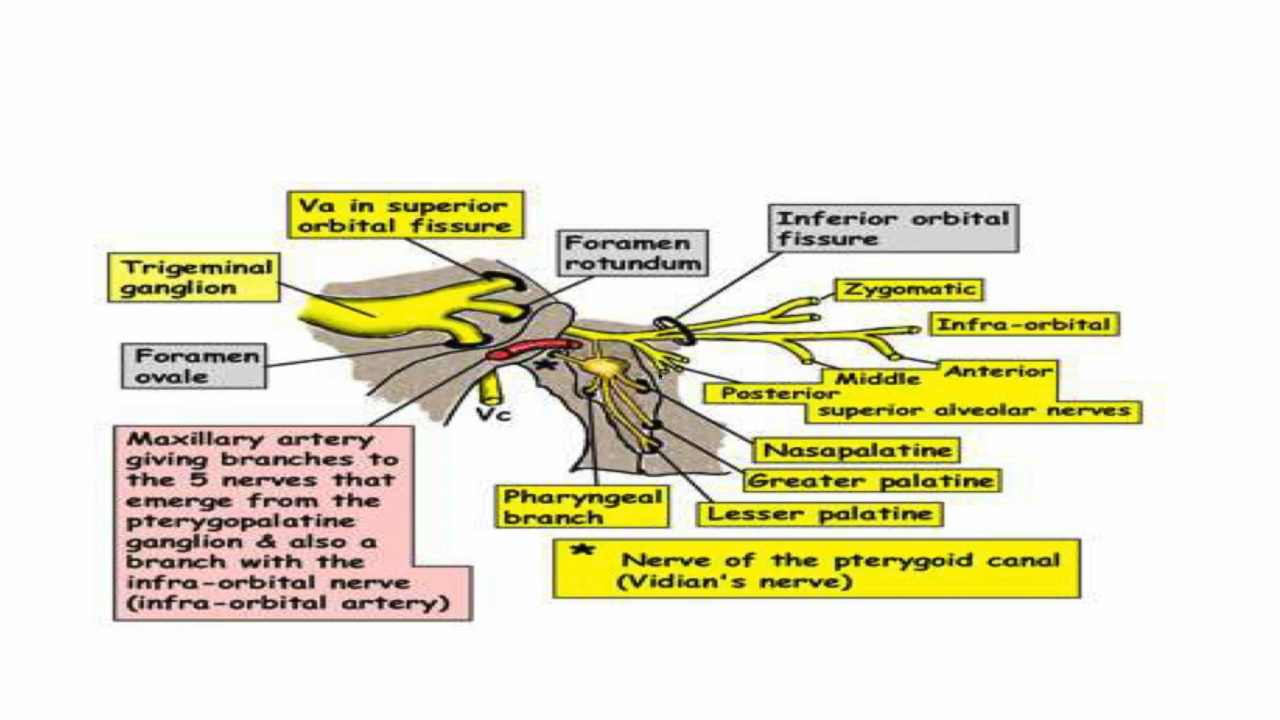 Va in superior
orbital fissure
Inferior orbital
fissure
Foramen
rotundum
Trigeminal
ganglion
Zygomatic
Infra-orbital
Foramen
ovale
Anterior
Middle
Posterior
superior alveolar nerves
*
Vc
Maxillary artery
giving branches to
the 5 nerves that
emerge from the
pterygopalatine
ganglion & also a
branch with the
infra-orbital nerve
(infra-orbital artery)
Nasapalatine
Greater palatine
Pharyngeal
branch
Lesser palatine
* Nerve of the pterygoid canal
(Vidian's nerve)